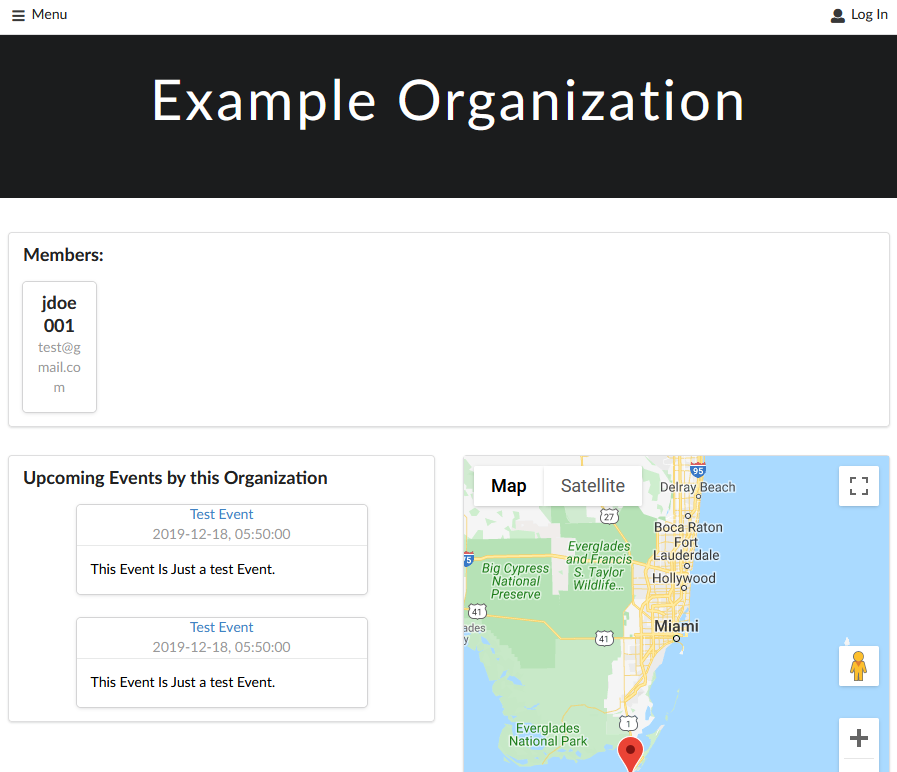 Menu
Log In
Example Organization
Members:
jdoe
001
test@g
mail.co
m
Upcoming Events by this Organization
Test Event
2019-12-18, 05:50:00
This Event Is Just a test Event.
Test Event
2019-12-18, 05:50:00
This Event Is Just a test Event.
Map
Satellite
95
Delray Beach
27
Boca Raton
Fort
Lauderdale
Hollywood
Everglades
and Francis
S. Taylor
Wildlife...
75
Big Cypress
National
Preserve
41
ades
y
41
Miami
1
Everglades
National Park